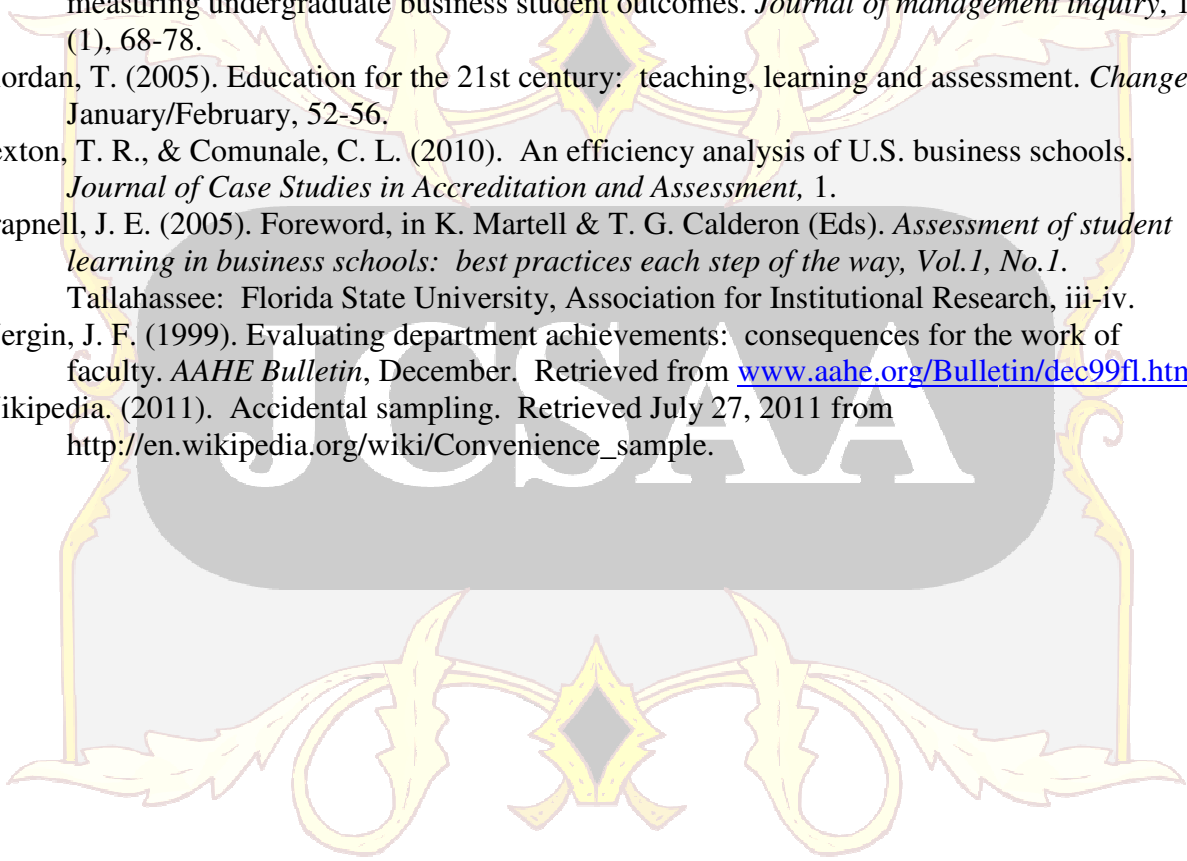 measuring undergraduate business student outcomes. Journal of management inquiry, 1
(1), 68-78.
iordan, T. (2005). Education for the 21st century: teaching, learning and assessment. Change
January/February, 52-56.
exton, T. R., & Comunale, C. L. (2010). An efficiency analysis of U.S. business schools.
Journal of Case Studies in Accreditation and Assessment, 1.
rapnell, J. E. (2005). Foreword, in K. Martell & T. G. Calderon (Eds). Assessment of student
learning in business schools: best practices each step of the way, Vol.1, No.1.
Tallahassee: Florida State University, Association for Institutional Research, iii-iv.
ergin, J. F. (1999). Evaluating department achievements: consequences for the work of
faculty. AAHE Bulletin, December. Retrieved from www.aahe.org/Bulletin/dec99fl.htm
ikipedia. (2011). Accidental sampling. Retrieved July 27, 2011 from
http://en.wikipedia.org/wiki/Convenience_sample.
JCSAA